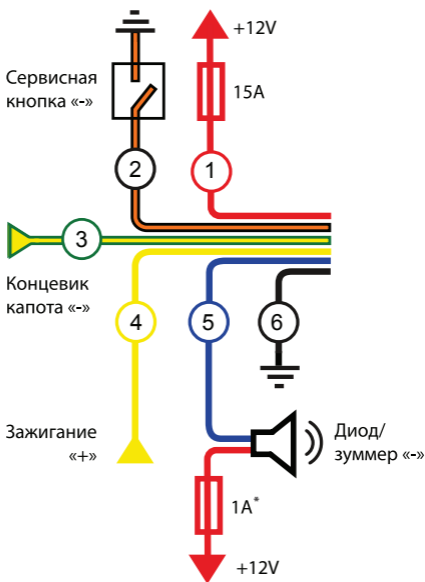 +12V
Сервисная
кнопка «-»
15A
2
1
3
Концевик
капота «-»
4
5
6
Зажигание
«+»
Диод/
зуммер «-»
1A*
+12V